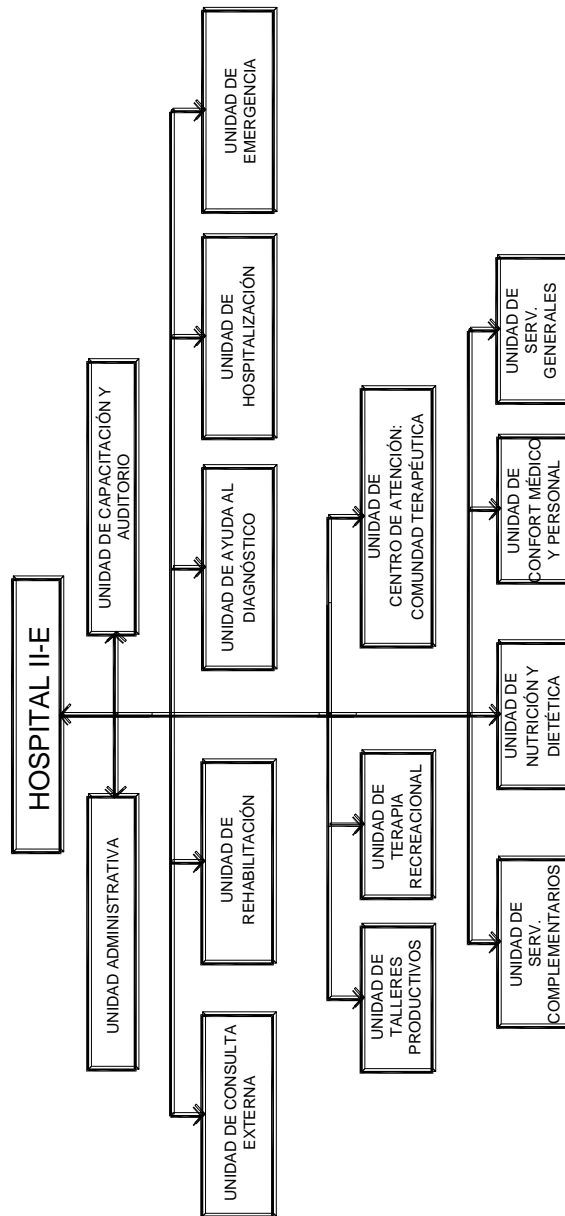 HOSPITAL II-E
UNIDAD ADMINISTRATIVA
UNIDAD DE CAPACITACIÓN Y
AUDITORIO
UNIDAD DE CONSULTA
EXTERNA
UNIDAD DE
REHABILITACIÓN
UNIDAD DE AYUDA AL
DIAGNÓSTICO
UNIDAD DE
HOSPITALIZACIÓN
UNIDAD DE
EMERGENCIA
UNIDAD DE
TALLERES
PRODUCTIVOS
UNIDAD DE
TERAPIA
RECREACIONAL
UNIDAD DE
CENTRO DE ATENCIÓN:
COMUNIDAD TERAPÉUTICA
UNIDAD DE
SERV.
COMPLEMENTARIOS
UNIDAD DE
NUTRICIÓN Y
DIETÉTICA
UNIDAD DE
CONFORT MÉDICO
Y PERSONAL
UNIDAD DE
SERV.
GENERALES